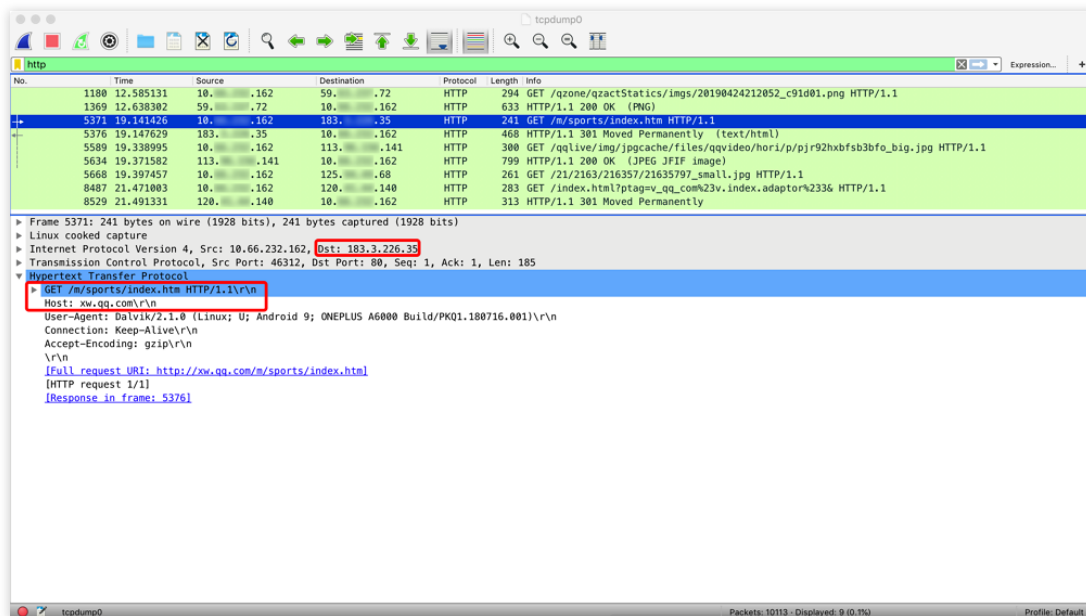 tcpdump0
http
Expression...
+
No. Time Source Destination Protocol Length Info
1180 12.585131 10. .162 59. .72 HTTP 294 GET /qzone/qzactStatics/imgs/20190424212052_c91d01.png HTTP/1.1
1369 12.638302 59. .72 10. .162 HTTP 633 HTTP/1.1 200 OK (PNG)
5371 19.141426 10. .162 183. .35 HTTP 241 GET /m/sports/index.htm HTTP/1.1
5376 19.147629 183. .35 10. .162 HTTP 468 HTTP/1.1 301 Moved Permanently (text/html)
5589 19.338995 10. .162 113. .141 HTTP 300 GET /qqlive/img/jpgcache/files/qqvideo/hori/p/pjr92hxbfsb3bfo_big.jpg HTTP/1.1
5634 19.371582 113. .141 10. .162 HTTP 799 HTTP/1.1 200 OK (JPEG JFIF image)
5668 19.397457 10. .162 125. .68 HTTP 261 GET /21/2163/216357/21635797_small.jpg HTTP/1.1
8487 21.471003 10. .162 120. .140 HTTP 283 GET /index.html?ptag=v_qq_com%23v.index.adaptor%233& HTTP/1.1
8529 21.491331 120. .140 10. .162 HTTP 313 HTTP/1.1 301 Moved Permanently
Frame 5371: 241 bytes on wire (1928 bits), 241 bytes captured (1928 bits)
Linux cooked capture
Internet Protocol Version 4, Src: 10.66.232.162, Dst: 183.3.226.35
Transmission Control Protocol, Src Port: 46312, Dst Port: 80, Seq: 1, Ack: 1, Len: 185
Hypertext Transfer Protocol
GET /m/sports/index.htm HTTP/1.1\r\n
Host: xw.qq.com\r\n
User-Agent: Dalvik/2.1.0 (Linux; U; Android 9; ONEPLUS A6000 Build/PKQ1.180716.001)\r\n
Connection: Keep-Alive\r\n
Accept-Encoding: gzip\r\n
\r\n
[Full request URI: http://xw.qq.com/m/sports/index.htm]
[HTTP request 1/1]
[Response in frame: 5376]
tcpdump0 Packets: 10113 · Displayed: 9 (0.1%) Profile: Default